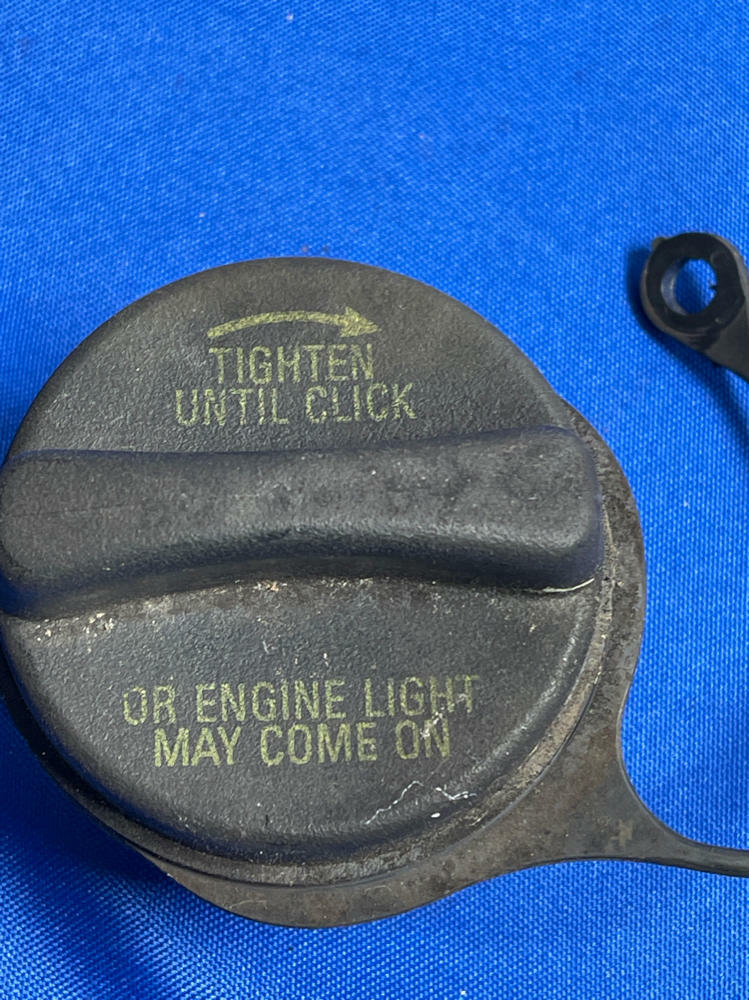 TIGHTEN
UNTIL CLICK
OR ENGINE LIGHT
MAY COME ON